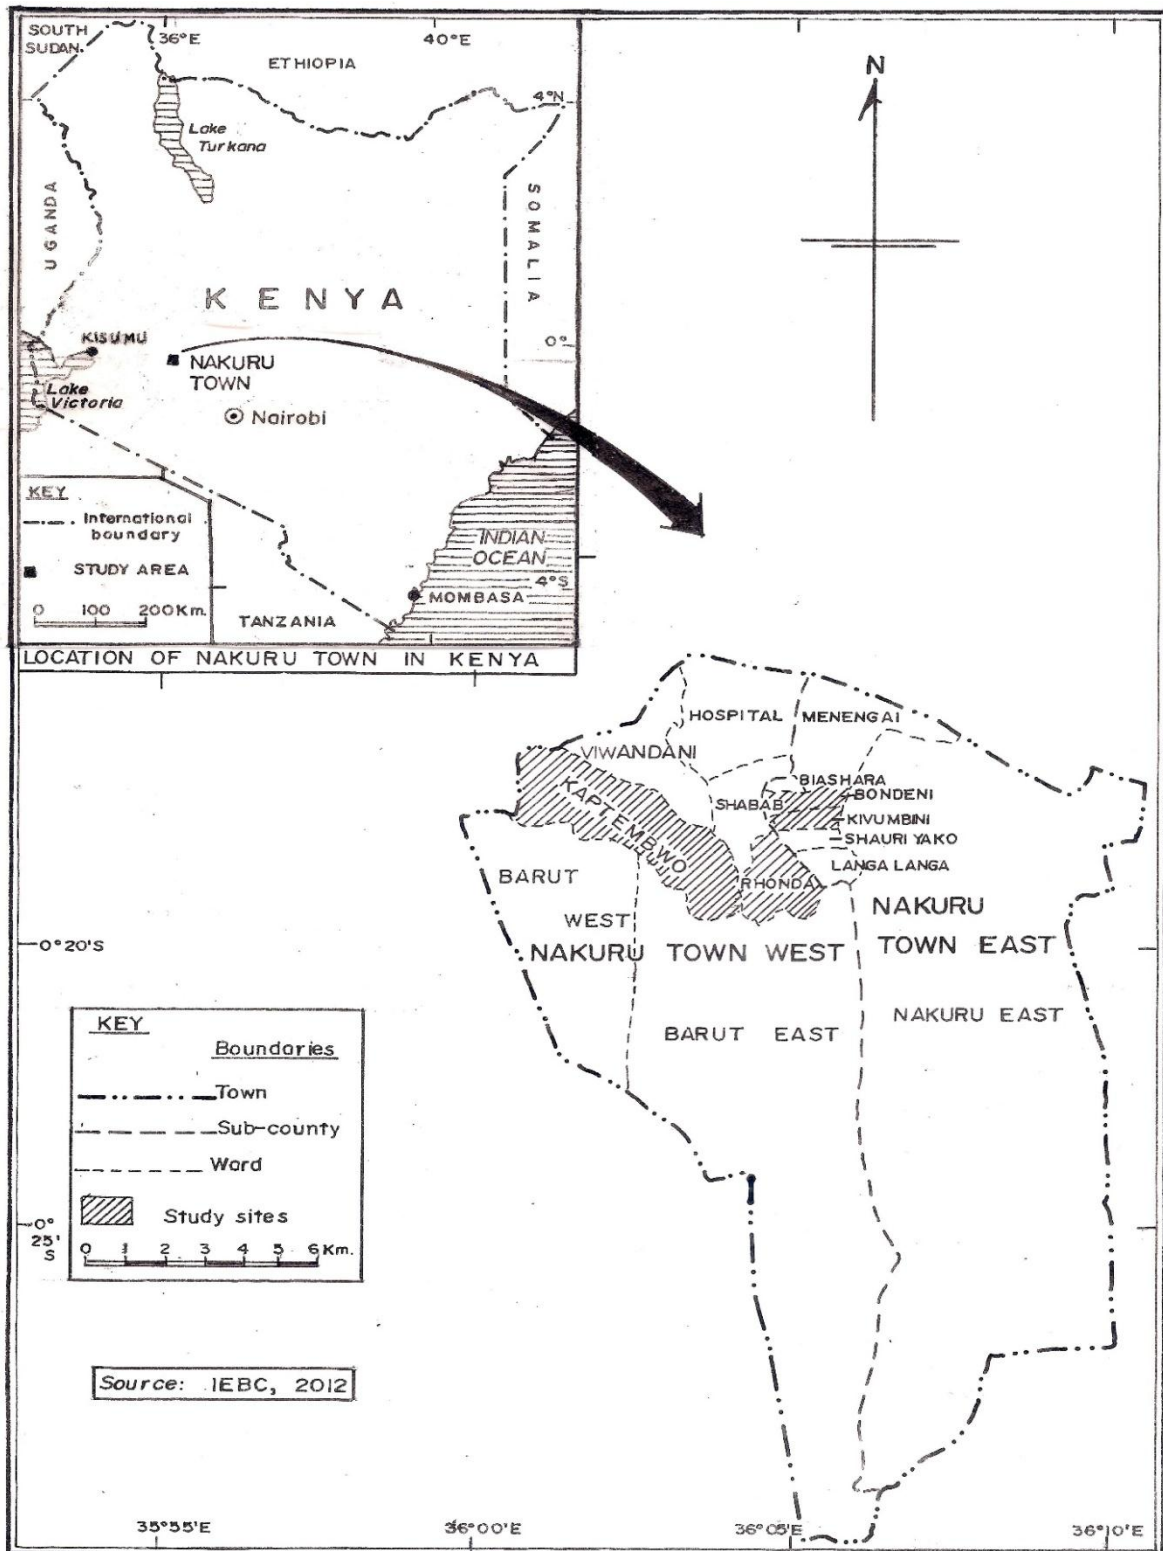 SOUTH
SUDAN
36°E
40°E
ETHIOPIA
4°N
Lake
Turkana
UGANDA
SOMALIA
KENYA
KISUMU
0°
NAKURU
TOWN
Lake
Victoria
Nairobi
KEY
International
boundary
STUDY AREA
0 100 200Km.
INDIAN
OCEAN
4°S
MOMBASA
TANZANIA
LOCATION OF NAKURU TOWN IN KENYA
N
HOSPITAL
MENENGAI
VIWANDANI
BIASHARA
BONDENI
SHABAB
KAPTEMBWO
KIVUMBINI
SHAURI YAKO
LANGA LANGA
RHONDA
BARUT
WEST
NAKURU
TOWN EAST
NAKURU TOWN WEST
0°20'S
NAKURU EAST
BARUT EAST
KEY
Boundaries
Town
Sub-county
Ward
Study sites
0 1 2 3 4 5 6 Km.
0°
25'
S
Source: IEBC, 2012
35°55'E
36°00'E
36°05'E
36°10'E